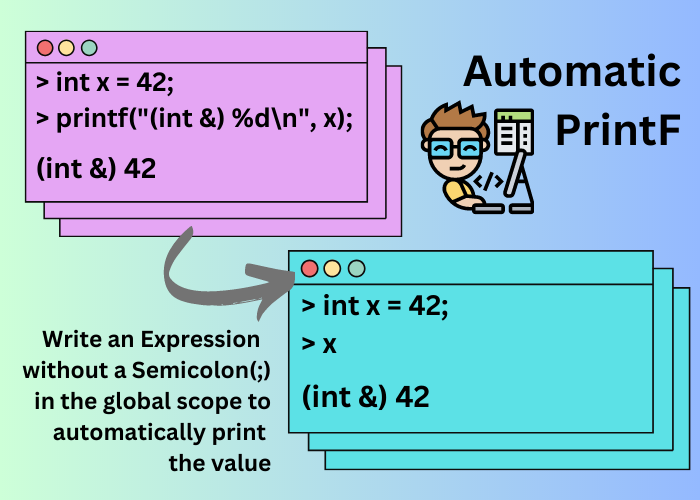 > int x = 42;
> printf("(int &) %d\n", x);
(int &) 42
Automatic
PrintF
</>
> int x = 42;
> x
(int &) 42
Write an Expression
without a Semicolon(;)
in the global scope to
automatically print
the value